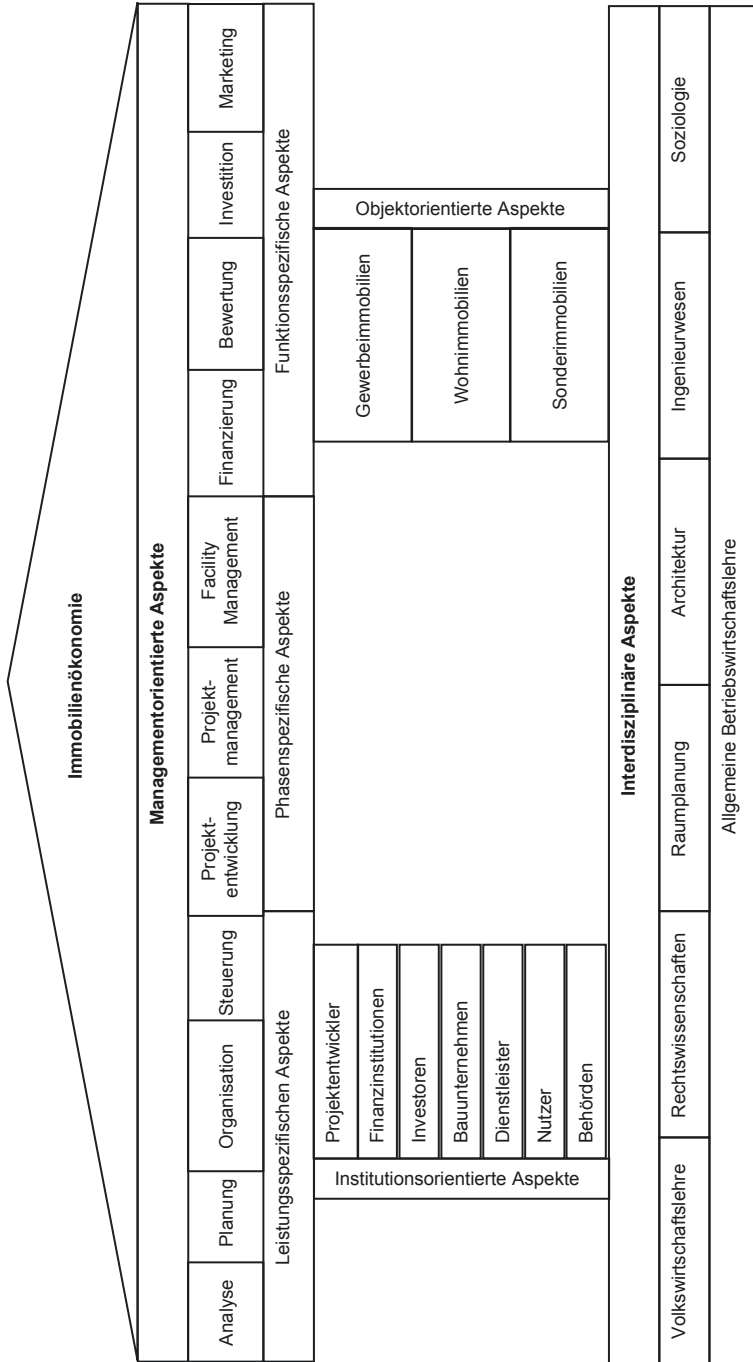 Immobilienökonomie
Managementorientierte Aspekte
Analyse
Planung
Organisation
Steuerung
Projekt-
entwicklung
Projekt-
management
Facility
Management
Finanzierung
Bewertung
Investition
Marketing
Leistungsspezifischen Aspekte
Phasenspezifische Aspekte
Funktionsspezifische Aspekte
Institutionsorientierte Aspekte
Projektentwickler
Finanzinstitutionen
Investoren
Bauunternehmen
Dienstleister
Nutzer
Behörden
Gewerbeimmobilien
Wohnimmobilien
Sonderimmobilien
Objektorientierte Aspekte
Interdisziplinäre Aspekte
Volkswirtschaftslehre
Rechtswissenschaften
Raumplanung
Architektur
Ingenieurwesen
Soziologie
Allgemeine Betriebswirtschaftslehre